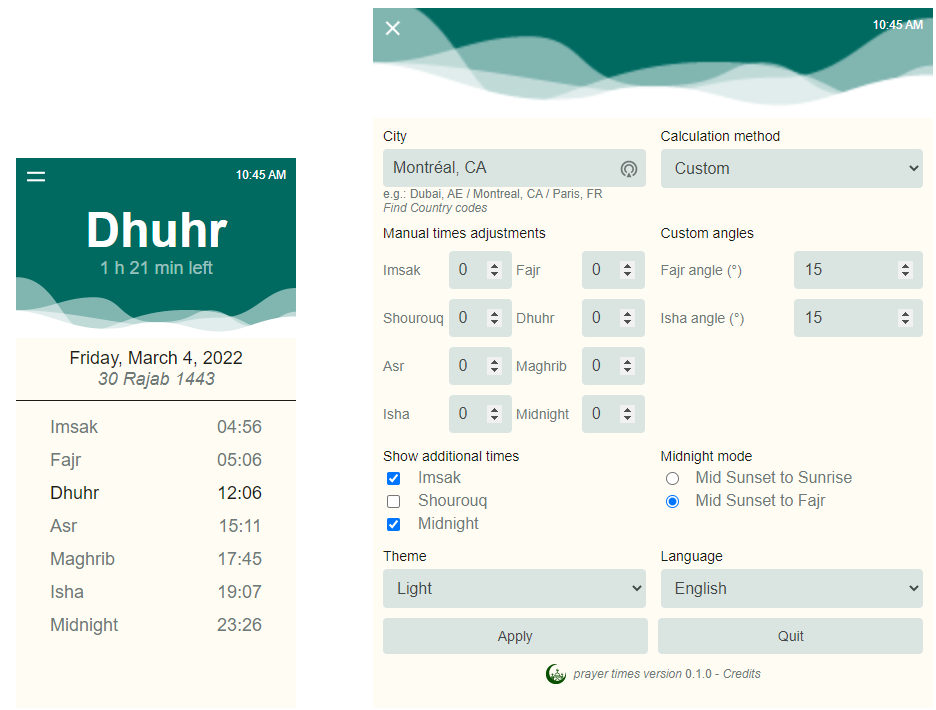 10:45 AM
Dhuhr
1 h 21 min left
Friday, March 4, 2022
30 Rajab 1443
Imsak 04:56
Fajr 05:06
Dhuhr 12:06
Asr 15:11
Maghrib 17:45
Isha 19:07
Midnight 23:26
10:45 AM
City
Montréal, CA
e.g.: Dubai, AE / Montreal, CA / Paris, FR
Find Country codes
Calculation method
Custom
Manual times adjustments
Imsak 0 Fajr 0
Shourouq 0 Dhuhr 0
Asr 0 Maghrib 0
Isha 0 Midnight 0
Custom angles
Fajr angle (°) 15
Isha angle (°) 15
Show additional times
Imsak
Shourouq
Midnight
Midnight mode
Mid Sunset to Sunrise
Mid Sunset to Fajr
Theme
Light
Language
English
Apply
Quit
prayer times version 0.1.0 - Credits